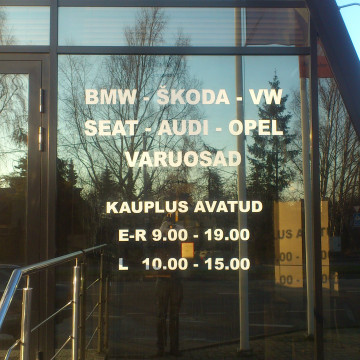 BMW - ŠKODA - VW
SEAT - AUDI - OPEL
VARUOSAD
KAUPLUS AVATUD
E-R 9.00 - 19.00
L 10.00 - 15.00